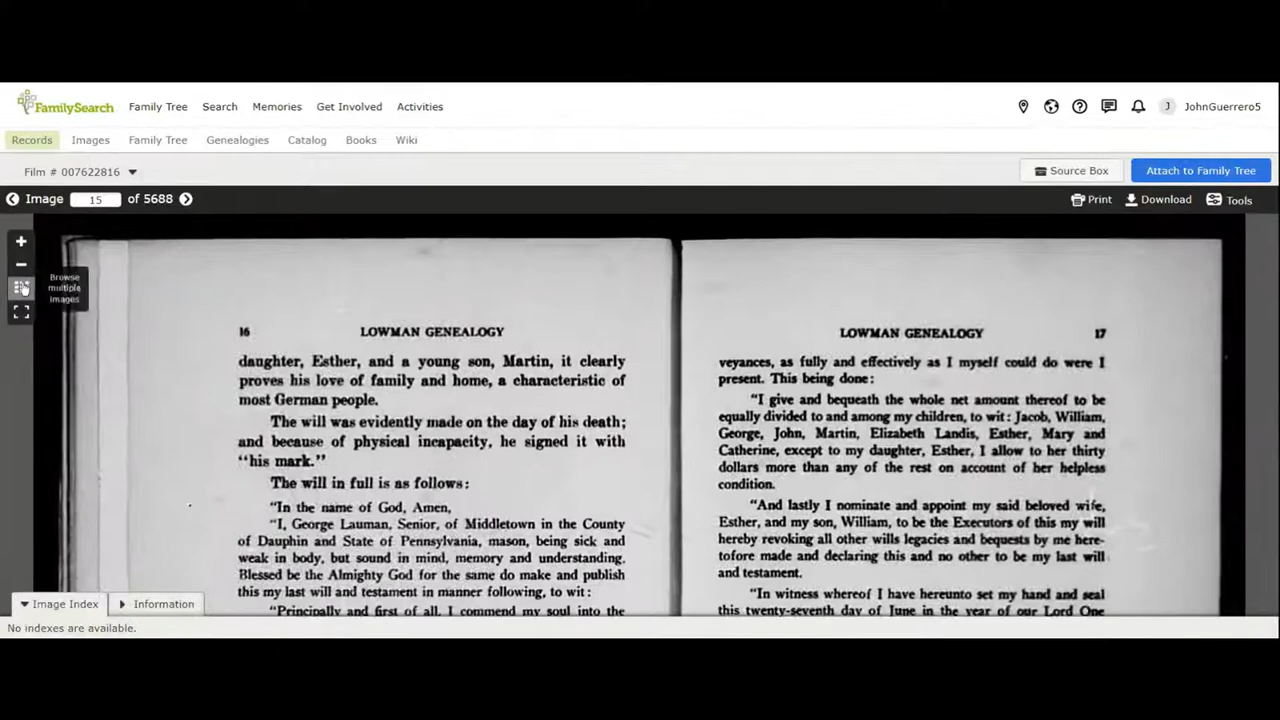 FamilySearch
Family Tree
Search
Memories
Get Involved
Activities
JohnGuerrero5
Records
Images
Family Tree
Genealogies
Catalog
Books
Wiki
Film # 007622816
Source Box
Attach to Family Tree
Image 15 of 5688
Print
Download
Tools
Browse
multiple
images
16
LOWMAN GENEALOGY
daughter, Esther, and a young son, Martin, it clearly
proves his love of family and home, a characteristic of
most German people.
The will was evidently made on the day of his death;
and because of physical incapacity, he signed it with
"his mark."
The will in full is as follows:
"In the name of God, Amen,
"I, George Lauman, Senior, of Middletown in the County
of Dauphin and State of Pennsylvania, mason, being sick and
weak in body, but sound in mind, memory and understanding.
Blessed be the Almighty God for the same do make and publish
this my last will and testament in manner following, to wit:
"Principally and first of all, I commend my soul into the
LOWMAN GENEALOGY
17
veyances, as fully and effectively as I myself could do were I
present. This being done:
"I give and bequeath the whole net amount thereof to be
equally divided to and among my children, to wit: Jacob, William,
George, John, Martin, Elizabeth Landis, Esther, Mary and
Catherine, except to my daughter, Esther, I allow to her thirty
dollars more than any of the rest on account of her helpless
condition.
"And lastly I nominate and appoint my said beloved wife,
Esther, and my son, William, to be the Executors of this my will
hereby revoking all other wills legacies and bequests by me here-
tofore made and declaring this and no other to be my last will
and testament.
"In witness whereof I have hereunto set my hand and seal
this twenty-seventh day of June in the year of our Lord One
Image Index
Information
No indexes are available.